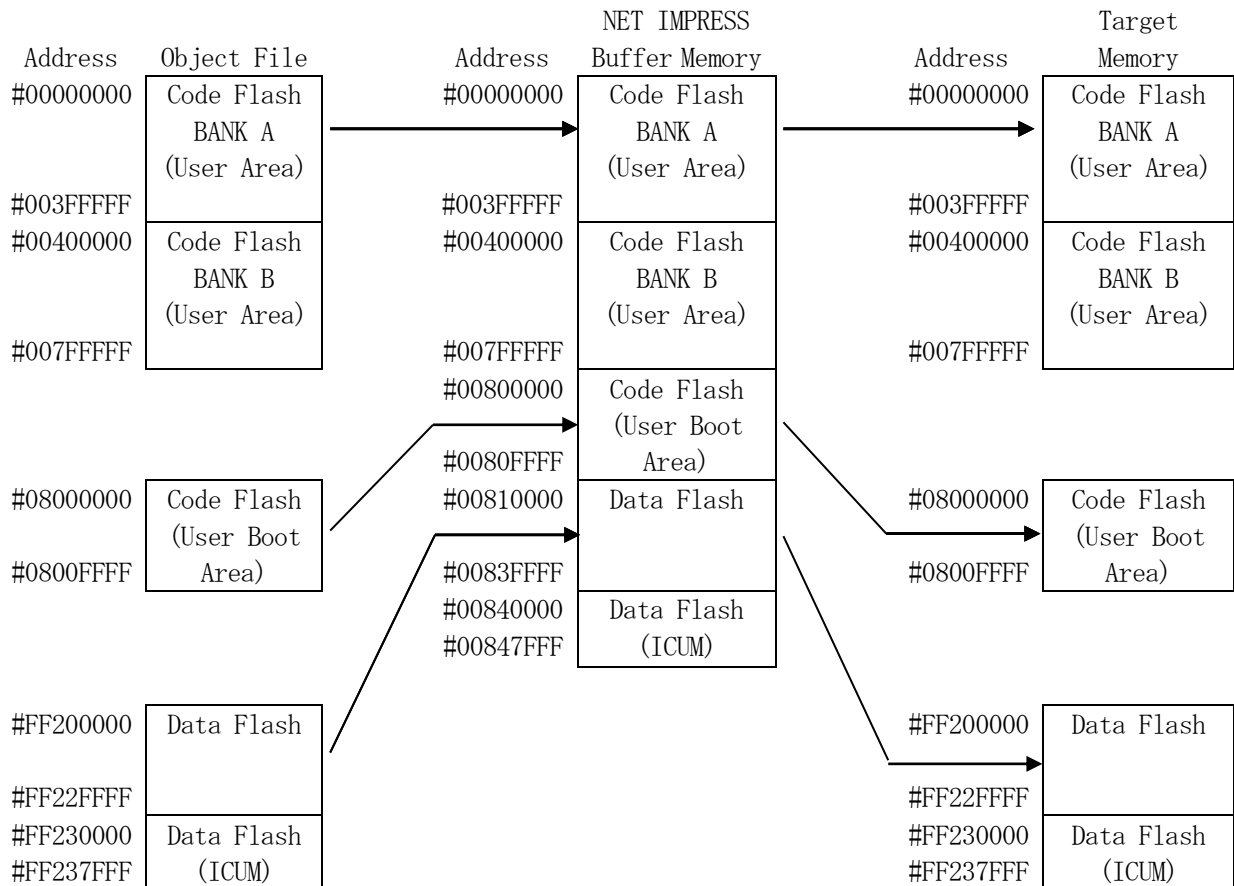 NET IMPRESS Target
Address Object File Address Buffer Memory Address Memory
#00000000 Code Flash #00000000 Code Flash #00000000 Code Flash
BANK A BANK A BANK A
(User Area) (User Area) (User Area)
#003FFFFF #003FFFFF #003FFFFF
#00400000 Code Flash #00400000 Code Flash #00400000 Code Flash
BANK B BANK B BANK B
(User Area) (User Area) (User Area)
#007FFFFF #007FFFFF #007FFFFF
#00800000 Code Flash
(User Boot
#0080FFFF Area)
#08000000 Code Flash #00810000 Data Flash #08000000 Code Flash
(User Boot (User Boot
#0800FFFF Area) #0083FFFF #0800FFFF Area)
#00840000 Data Flash
#00847FFF (ICUM)
#FF200000 Data Flash #FF200000 Data Flash
#FF22FFFF #FF22FFFF
#FF230000 Data Flash #FF230000 Data Flash
#FF237FFF (ICUM) #FF237FFF (ICUM)